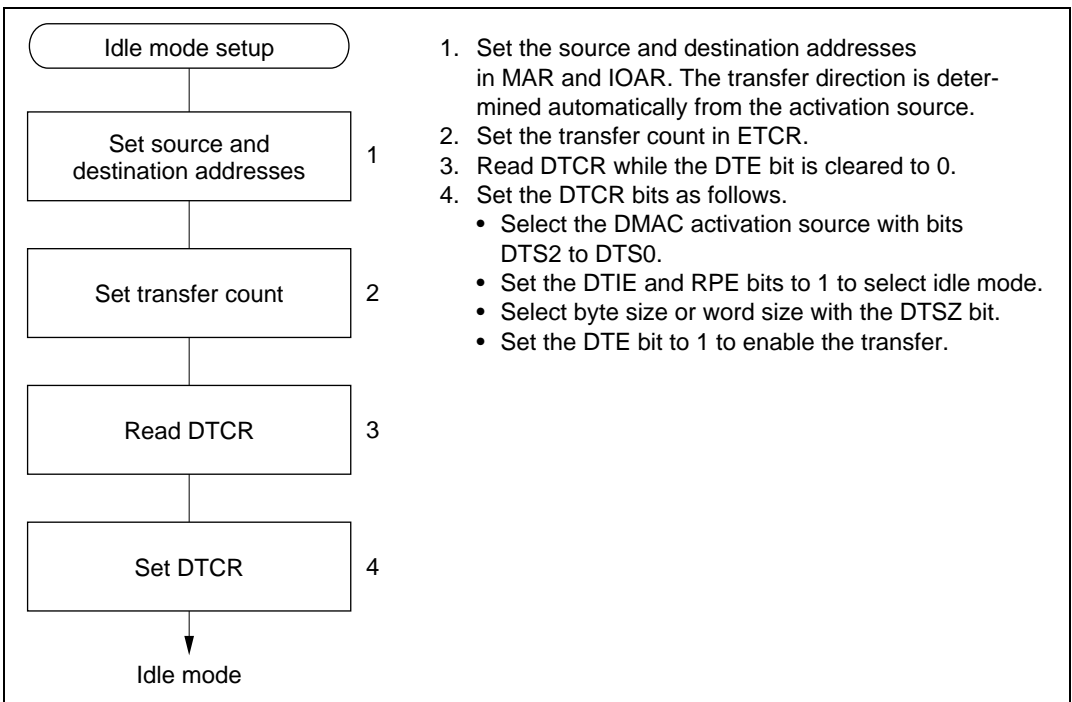 Idle mode setup
Set source and
destination addresses
1
Set transfer count
2
Read DTCR
3
Set DTCR
4
Idle mode
1. Set the source and destination addresses
in MAR and IOAR. The transfer direction is deter-
mined automatically from the activation source.
2. Set the transfer count in ETCR.
3. Read DTCR while the DTE bit is cleared to 0.
4. Set the DTCR bits as follows.
• Select the DMAC activation source with bits
DTS2 to DTS0.
• Set the DTIE and RPE bits to 1 to select idle mode.
• Select byte size or word size with the DTSZ bit.
• Set the DTE bit to 1 to enable the transfer.